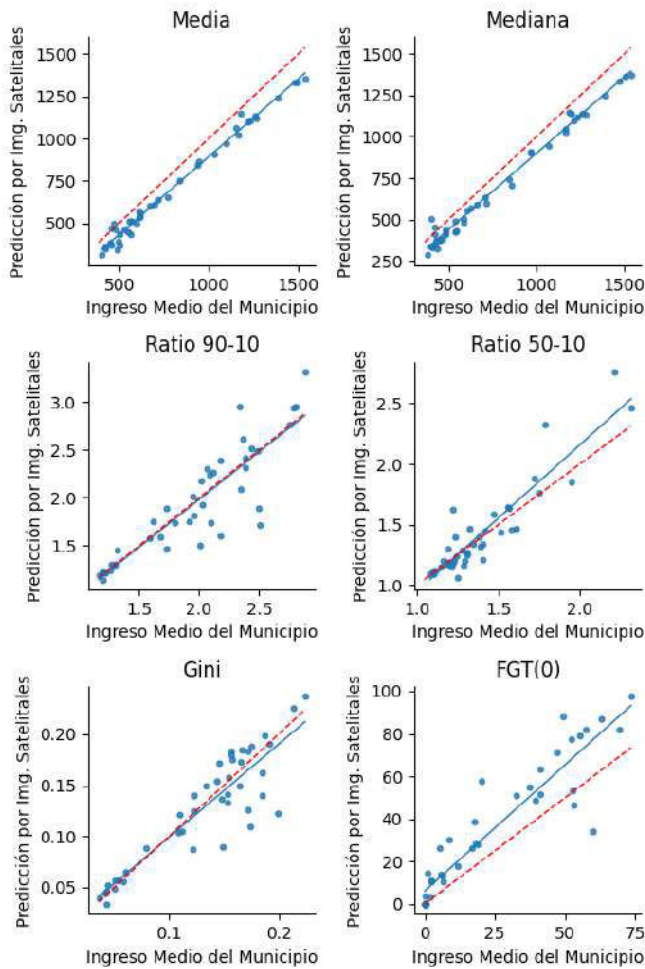 Media
Mediana
Predicción por Img. Satelitales
1500
1250
1000
750
500
500
1000
1500
Ingreso Medio del Municipio
Predicción por Img. Satelitales
1500
1250
1000
750
500
250
500
1000
1500
Ingreso Medio del Municipio
Ratio 90-10
Ratio 50-10
Predicción por Img. Satelitales
3.0
2.5
2.0
1.5
1.5
2.0
2.5
Ingreso Medio del Municipio
Predicción por Img. Satelitales
2.5
2.0
1.5
1.0
1.0
1.5
2.0
Ingreso Medio del Municipio
Gini
FGT(0)
Predicción por Img. Satelitales
0.20
0.15
0.10
0.05
0.1
0.2
Ingreso Medio del Municipio
Predicción por Img. Satelitales
100
80
60
40
20
0
0
25
50
75
Ingreso Medio del Municipio